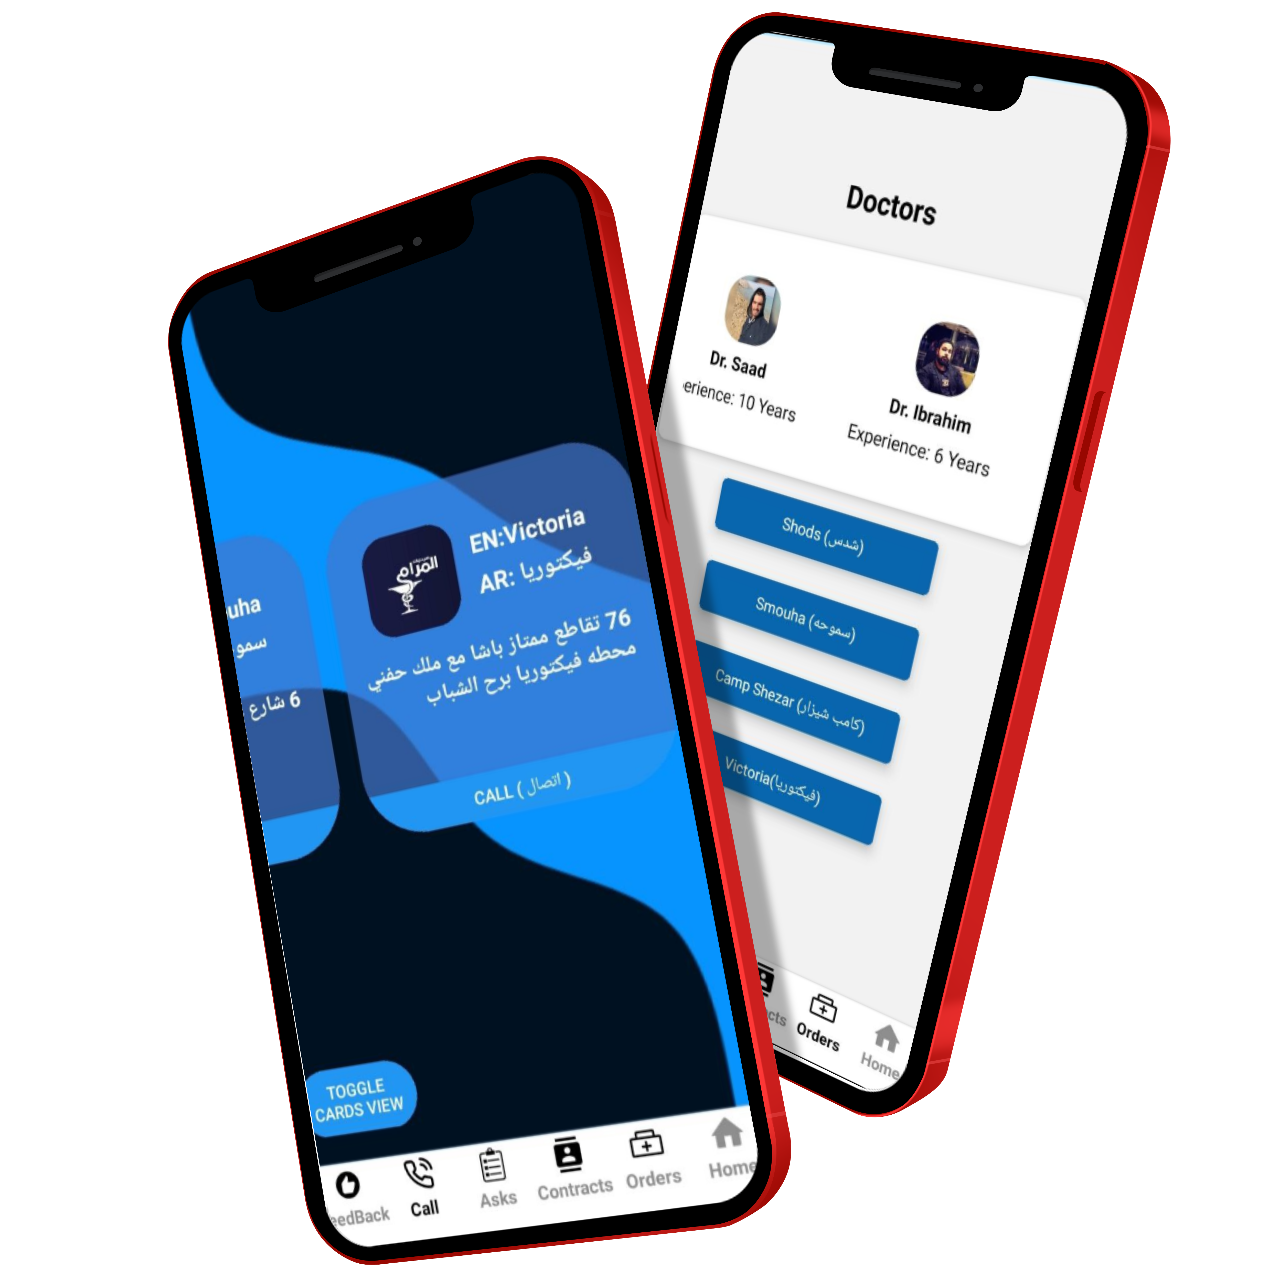 EN:Victoria
AR: فيكتوريا
76 تقاطع ممتاز باشا مع ملك حفني
محطه فيكتوريا برح الشباب
CALL ( اتصال )
المرام
uha
سمو
6 شارع
TOGGLE
CARDS VIEW
eedBack
Call
Asks
Contracts
Orders
Home
Doctors
Dr. Saad
erience: 10 Years
Dr. Ibrahim
Experience: 6 Years
Shods (شدس)
Smouha (سموحه)
Camp Shezar (كامب شيزار)
Victoria(فيكتوريا)
cts
Orders
Home